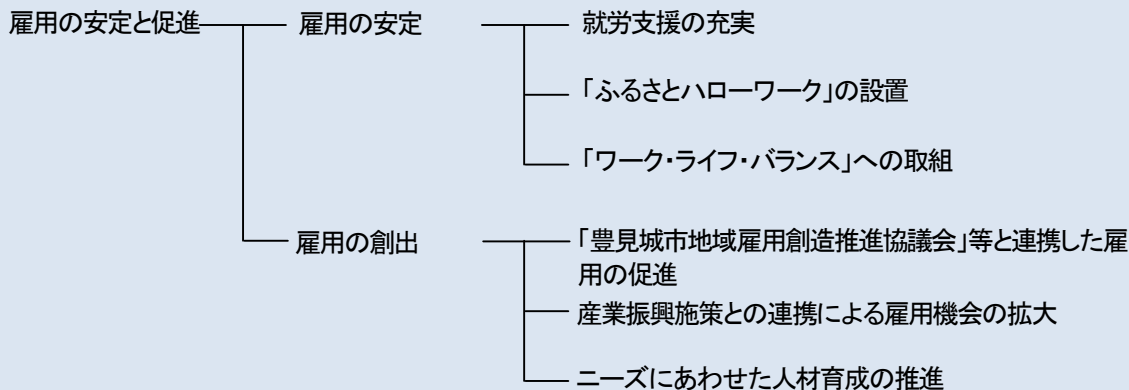 雇用の安定と促進
雇用の安定
就労支援の充実
「ふるさとハローワーク」の設置
「ワーク・ライフ・バランス」への取組
雇用の創出
「豊見城市地域雇用創造推進協議会」等と連携した雇
用の促進
産業振興施策との連携による雇用機会の拡大
ニーズにあわせた人材育成の推進